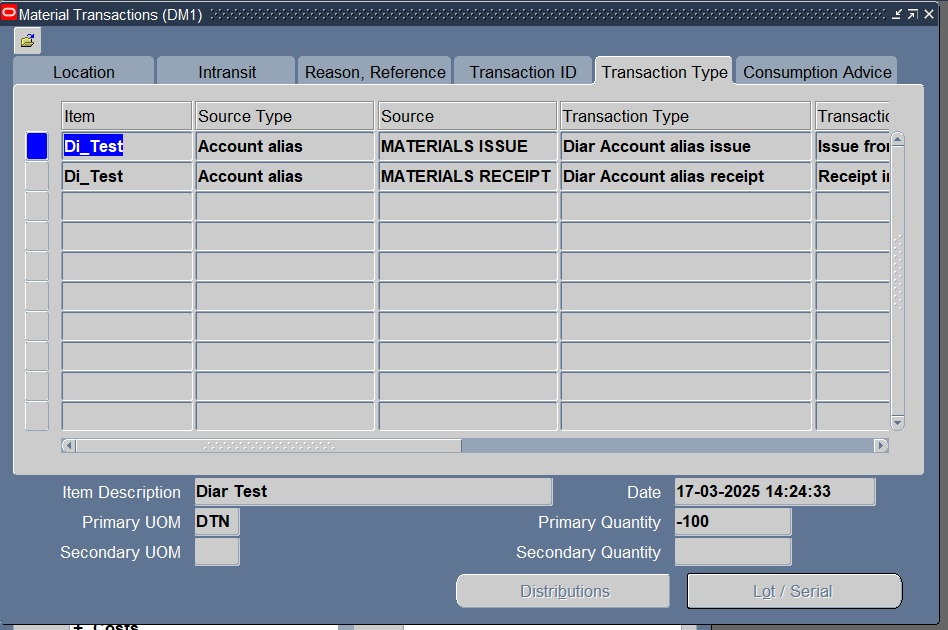 Material Transactions (DM1)
Location Intransit Reason, Reference Transaction ID Transaction Type Consumption Advice
Item Source Type Source Transaction Type Transactic
Di_Test Account alias MATERIALS ISSUE Diar Account alias issue Issue from
Di_Test Account alias MATERIALS RECEIPT Diar Account alias receipt Receipt in
Item Description Diar Test Date 17-03-2025 14:24:33
Primary UOM DTN Primary Quantity -100
Secondary UOM Secondary Quantity
Distributions Lot / Serial
+ Costs